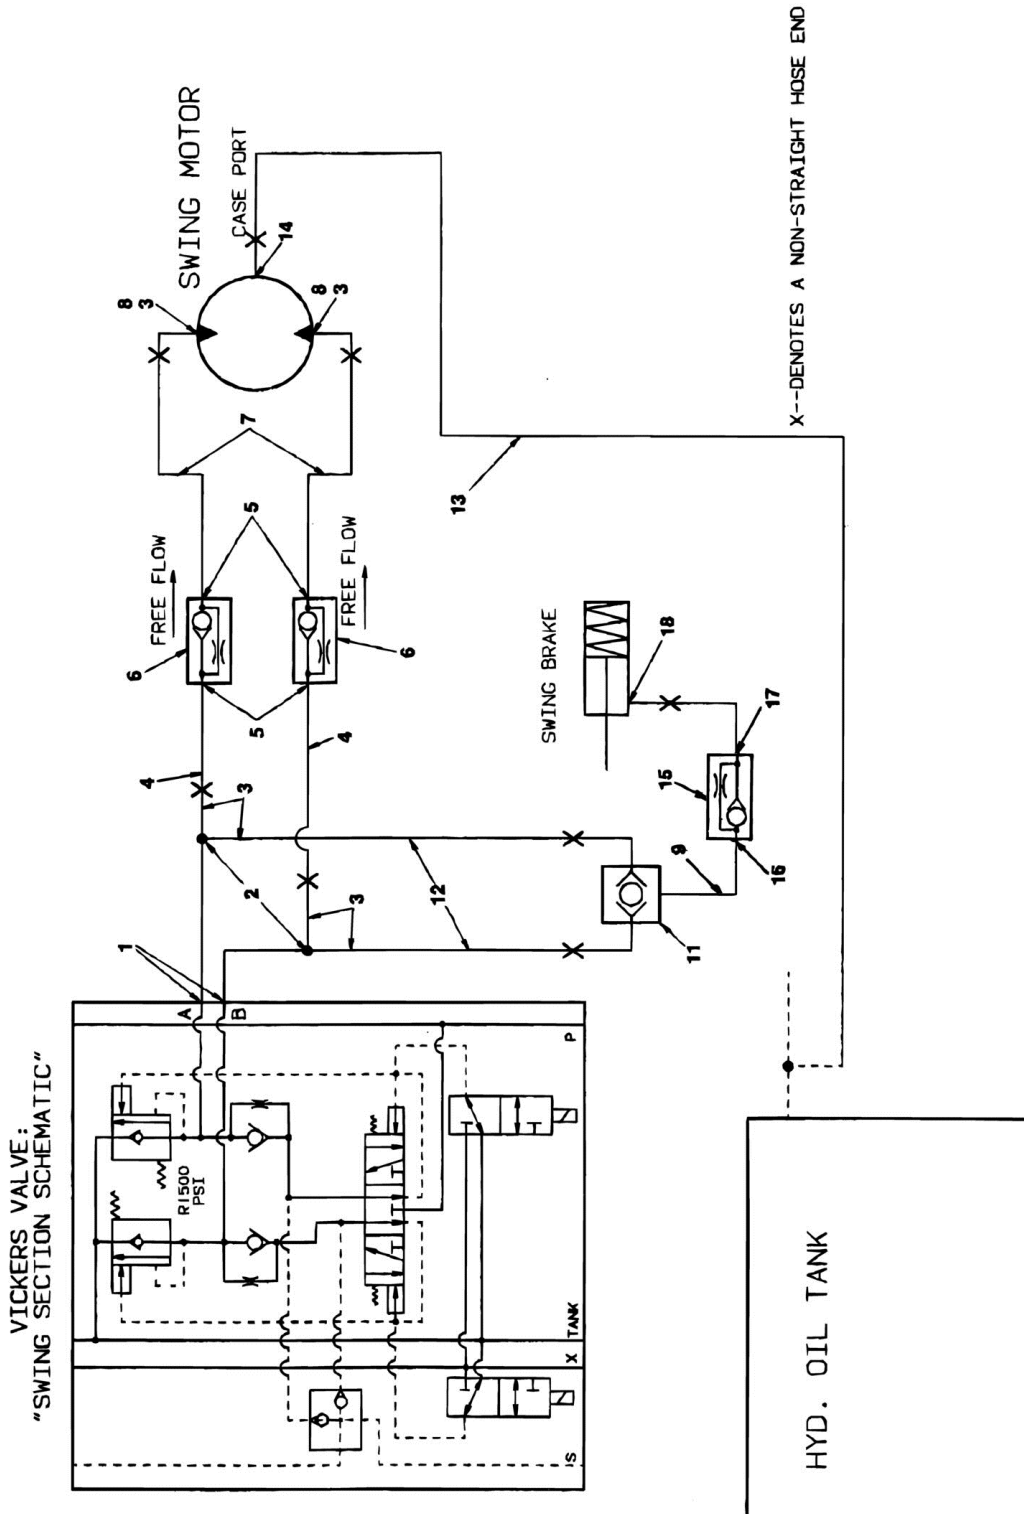 VICKERS VALVE:
"SWING SECTION SCHEMATIC"
R1500
PSI
A
B
P
TANK
X
S
1
2
3
3
4
4
5
5
6
6
FREE FLOW
FREE FLOW
7
8
3
8
3
SWING MOTOR
CASE PORT
14
13
12
11
9
16
15
17
18
SWING BRAKE
HYD. OIL TANK
X--DENOTES A NON-STRAIGHT HOSE END